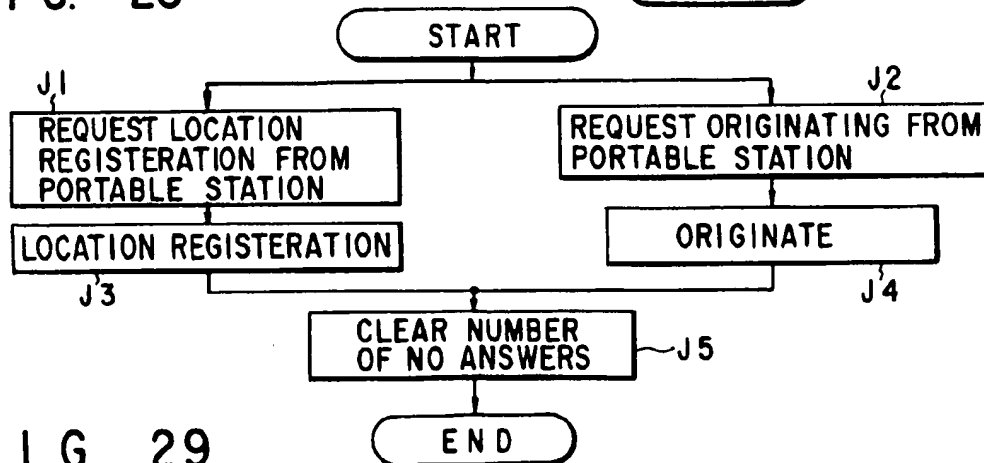 START
J1
J2
REQUEST LOCATION
REGISTERATION FROM
PORTABLE STATION
REQUEST ORIGINATING FROM
PORTABLE STATION
LOCATION REGISTERATION
ORIGINATE
J3
J4
CLEAR NUMBER
OF NO ANSWERS
J5
END
I G. 29